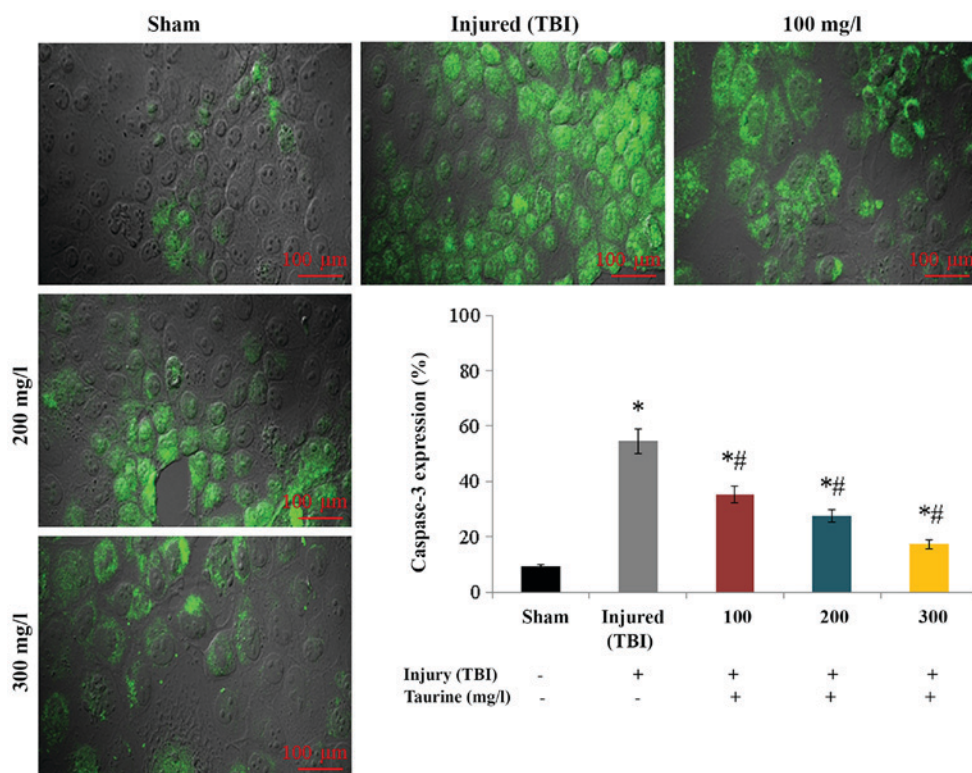 Sham Injured (TBI) 100 mg/l
100 µm 100 µm 100 µm
200 mg/l
100 µm
300 mg/l
100 µm
Caspase-3 expression (%)
100
80
60
40
20
0
*
*#
*#
*#
Sham Injured (TBI) 100 200 300
Injury (TBI) - + + + +
Taurine (mg/l) - - + + +